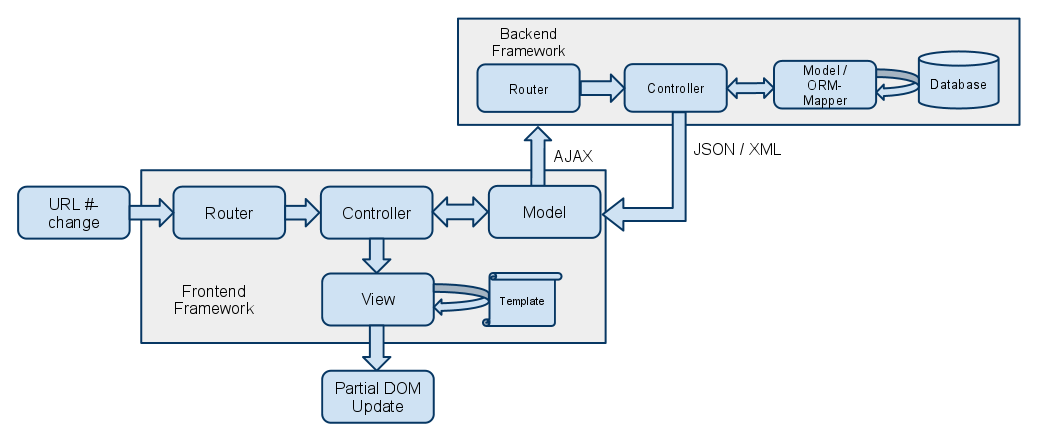 Backend
Framework
Router
Controller
Model /
ORM-
Mapper
Database
AJAX
JSON / XML
URL #-
change
Router
Controller
Model
Frontend
Framework
View
Template
Partial DOM
Update